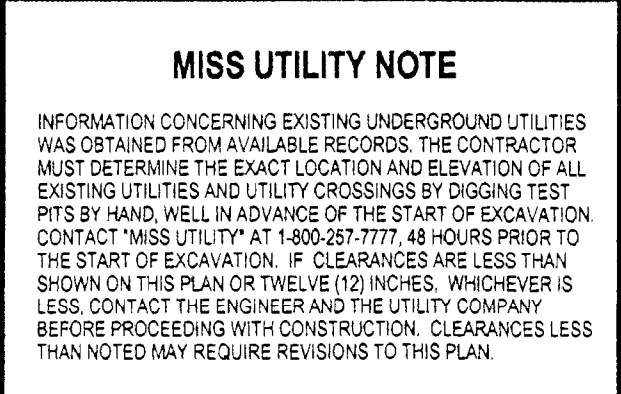 MISS UTILITY NOTE
INFORMATION CONCERNING EXISTING UNDERGROUND UTILITIES
WAS OBTAINED FROM AVAILABLE RECORDS. THE CONTRACTOR
MUST DETERMINE THE EXACT LOCATION AND ELEVATION OF ALL
EXISTING UTILITIES AND UTILITY CROSSINGS BY DIGGING TEST
PITS BY HAND, WELL IN ADVANCE OF THE START OF EXCAVATION.
CONTACT "MISS UTILITY" AT 1-800-257-7777, 48 HOURS PRIOR TO
THE START OF EXCAVATION. IF CLEARANCES ARE LESS THAN
SHOWN ON THIS PLAN OR TWELVE (12) INCHES, WHICHEVER IS
LESS, CONTACT THE ENGINEER AND THE UTILITY COMPANY
BEFORE PROCEEDING WITH CONSTRUCTION. CLEARANCES LESS
THAN NOTED MAY REQUIRE REVISIONS TO THIS PLAN.